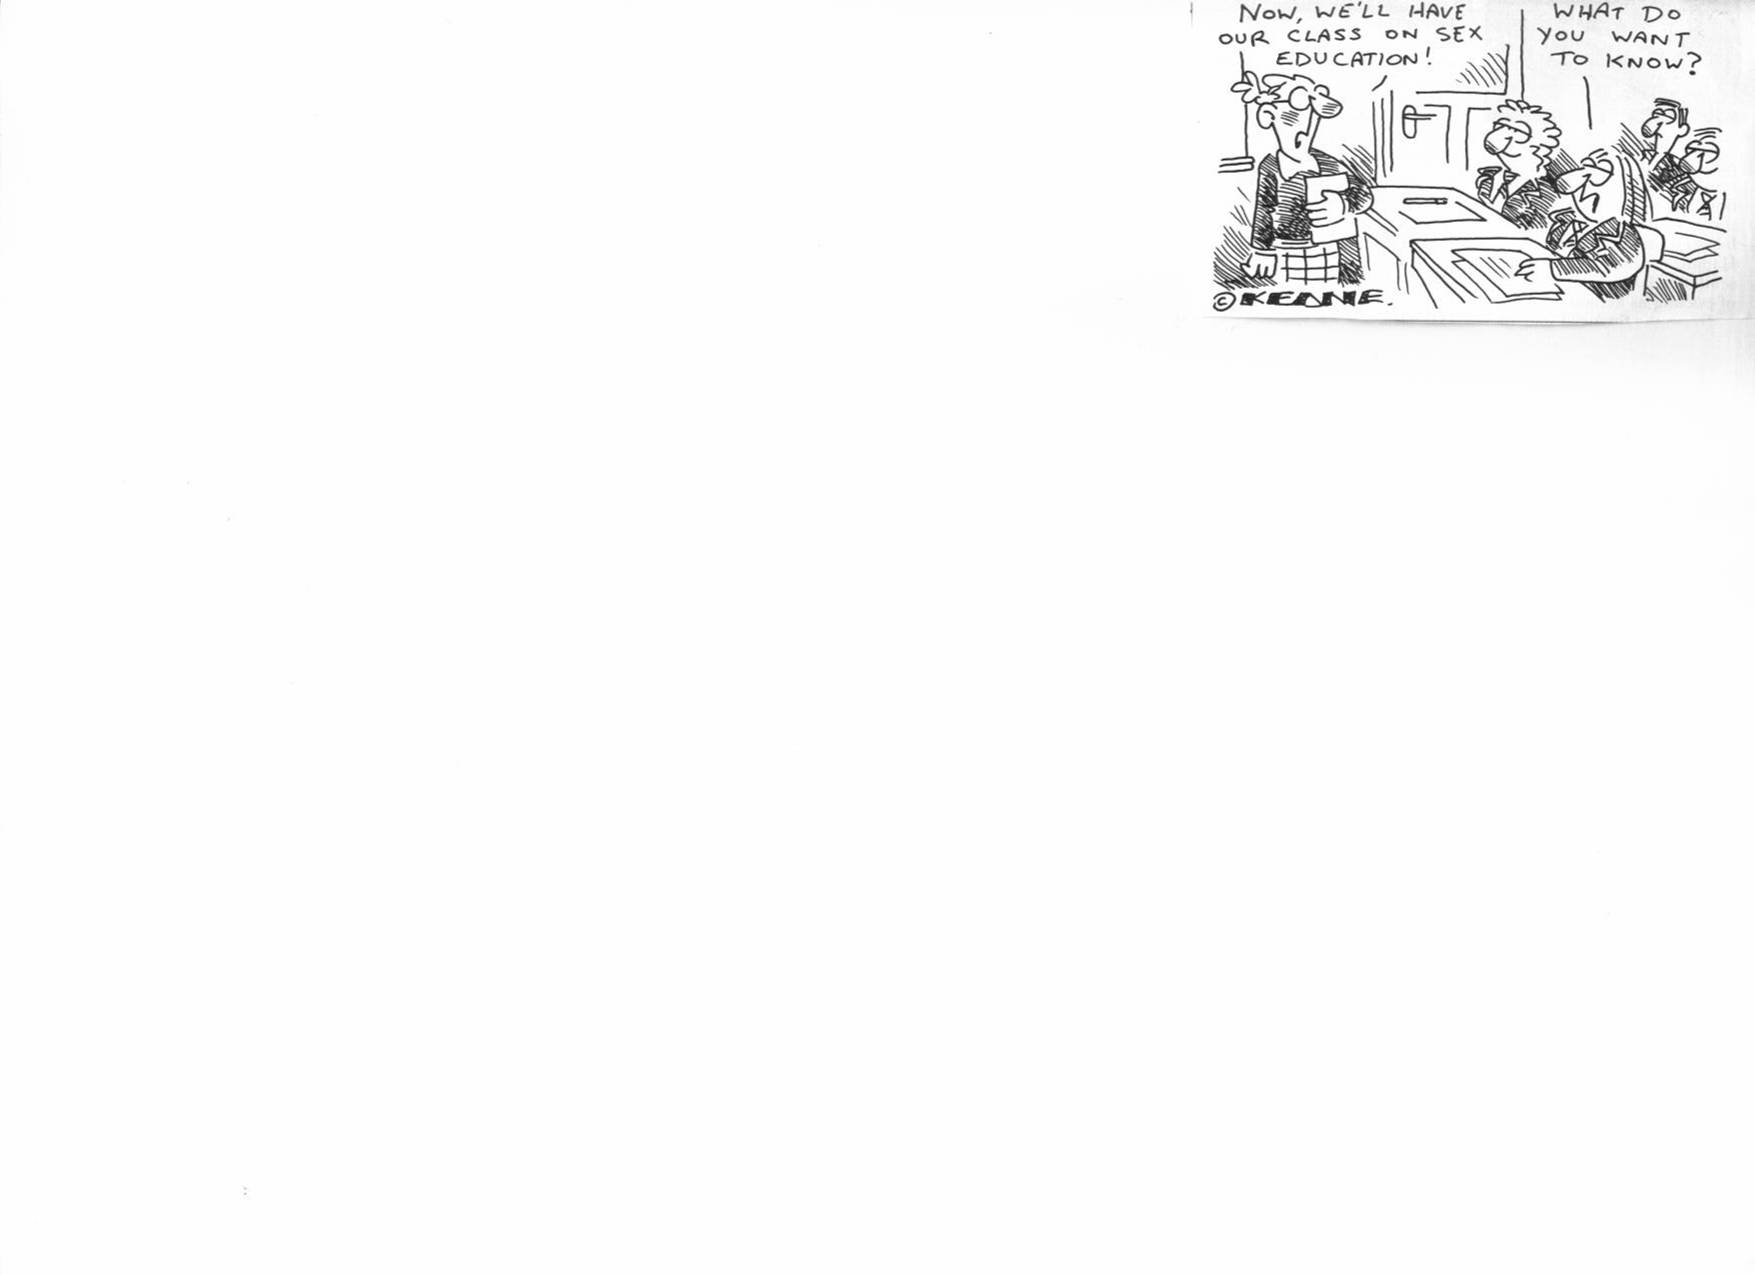 NOW, WE'LL HAVE
OUR CLASS ON SEX
EDUCATION!
WHAT DO
YOU WANT
TO KNOW?
© KEANE.